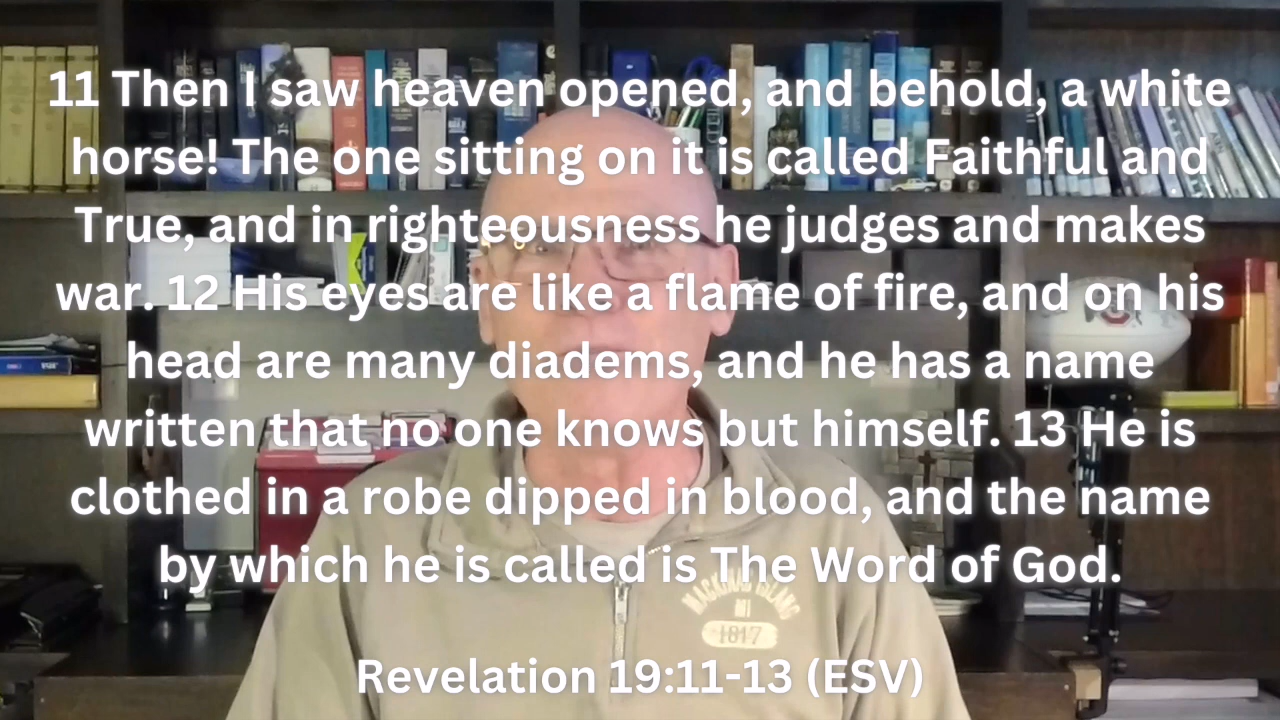 11 Then I saw heaven opened, and behold, a white
horse! The one sitting on it is called Faithful and
True, and in righteousness he judges and makes
war. 12 His eyes are like a flame of fire, and on his
head are many diadems, and he has a name
written that no one knows but himself. 13 He is
clothed in a robe dipped in blood, and the name
by which he is called is The Word of God.
MACKINAC ISLAND
MI
1817
Revelation 19:11-13 (ESV)